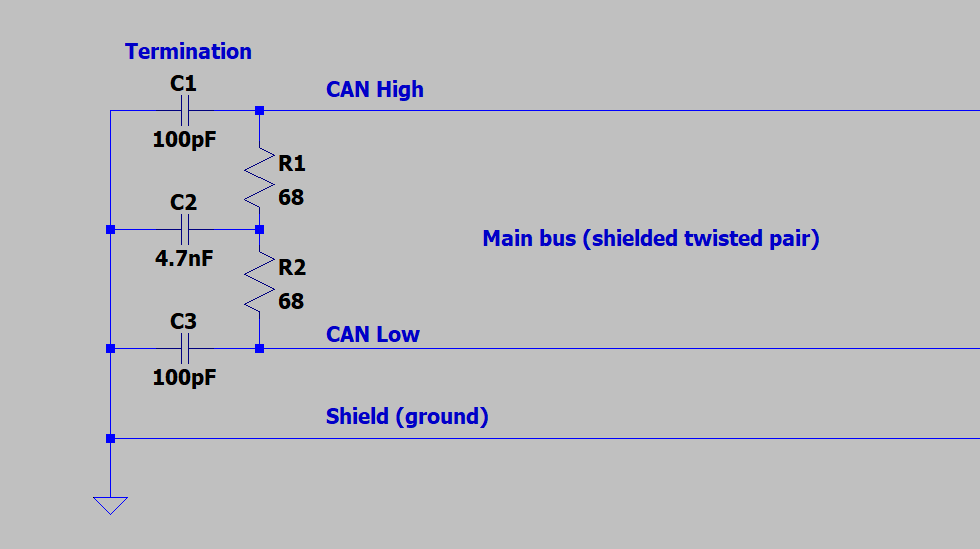 Termination
C1
100pF
CAN High
R1
68
C2
4.7nF
Main bus (shielded twisted pair)
R2
68
C3
100pF
CAN Low
Shield (ground)